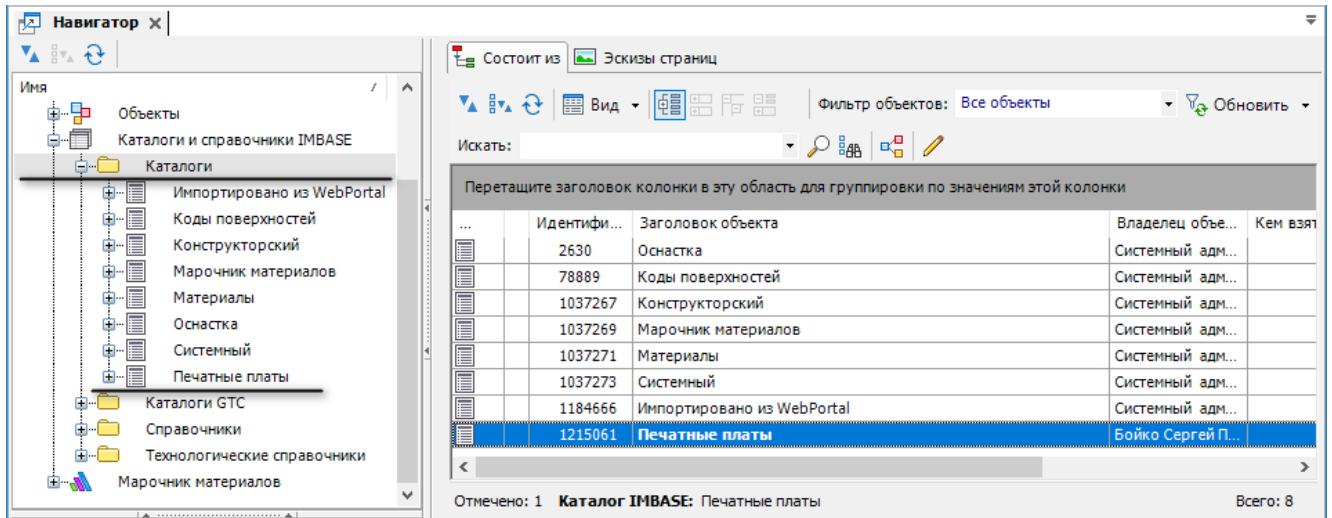 Навигатор
Имя
Объекты
Каталоги и справочники IMBASE
Каталоги
Импортировано из WebPortal
Коды поверхностей
Конструкторский
Марочник материалов
Материалы
Оснастка
Системный
Печатные платы
Каталоги GTC
Справочники
Технологические справочники
Марочник материалов
Состоит из Эскизы страниц
Вид Фильтр объектов: Все объекты Обновить
Искать:
Перетащите заголовок колонки в эту область для группировки по значениям этой колонки
... Идентифи... Заголовок объекта Владелец объе... Кем взят
2630 Оснастка Системный адм...
78889 Коды поверхностей Системный адм...
1037267 Конструкторский Системный адм...
1037269 Марочник материалов Системный адм...
1037271 Материалы Системный адм...
1037273 Системный Системный адм...
1184666 Импортировано из WebPortal Системный адм...
1215061 Печатные платы Бойко Сергей П...
Отмечено: 1 Каталог IMBASE: Печатные платы Всего: 8